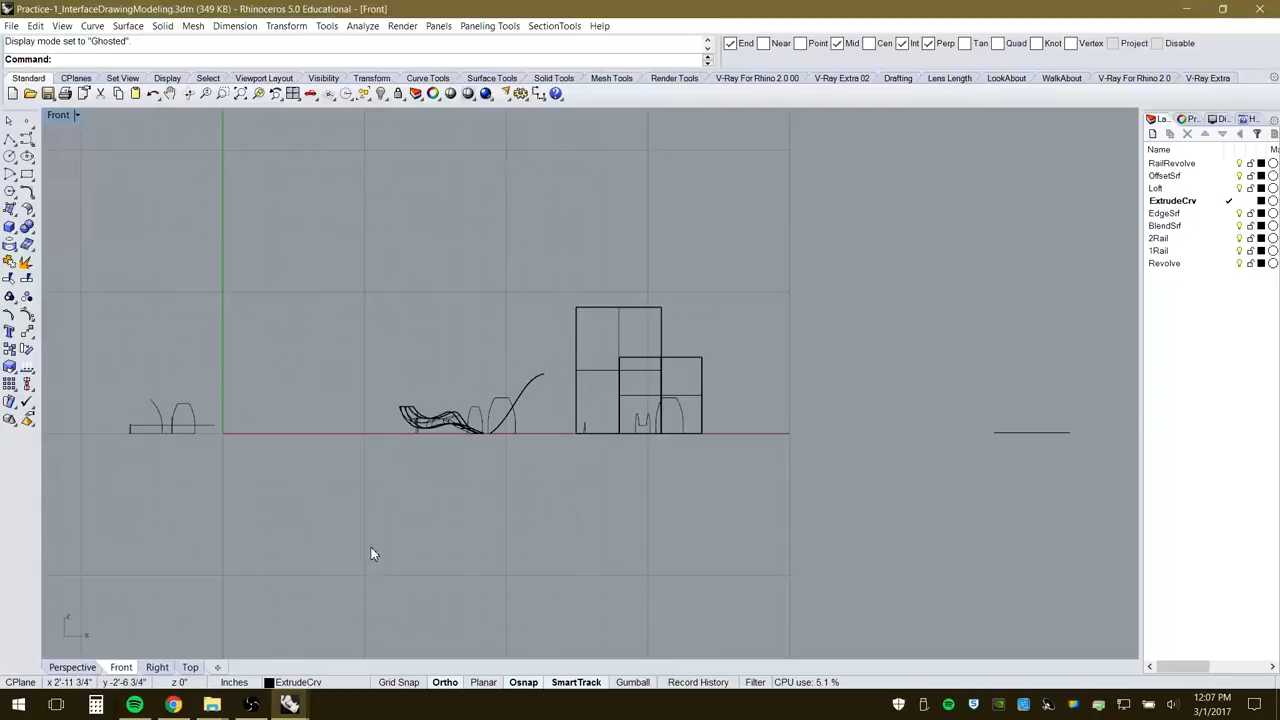 Practice-1_InterfaceDrawingModeling.3dm (349 KB) - Rhinoceros 5.0 Educational - [Front]
File Edit View Curve Surface Solid Mesh Dimension Transform Tools Analyze Render Panels Paneling Tools SectionTools Help
Display mode set to "Ghosted".
End Near Point Mid Cen Int Perp Tan Quad Knot Vertex Project Disable
Command:
Standard CPlanes Set View Display Select Viewport Layout Visibility Transform Curve Tools Surface Tools Solid Tools Mesh Tools Render Tools V-Ray For Rhino 2.0 00 V-Ray Extra 02 Drafting Lens Length LookAbout WalkAbout V-Ray For Rhino 2.0 V-Ray Extra
Front
La... Pr... Di... H...
Name Ma
RailRevolve
OffsetSrf
Loft
ExtrudeCrv
EdgeSrf
BlendSrf
2Rail
1Rail
Revolve
z
x
Perspective Front Right Top
CPlane x 2'-11 3/4" y -2'-6 3/4" z 0" Inches ExtrudeCrv Grid Snap Ortho Planar Osnap SmartTrack Gumball Record History Filter CPU use: 5.1 %
12:07 PM
3/1/2017